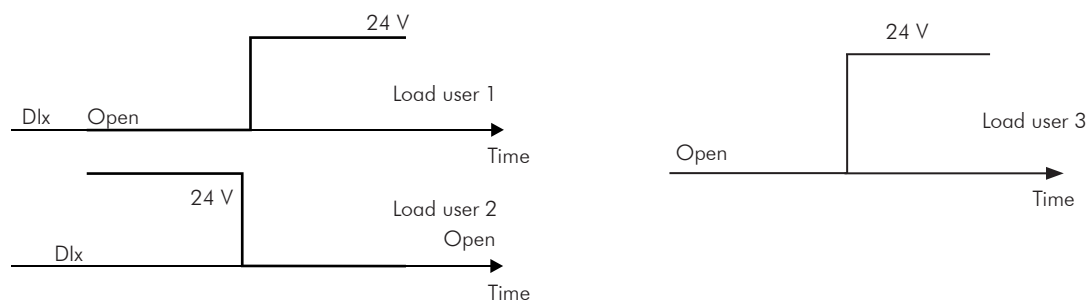 24 V
Load user 1
DIx Open
Time
24 V
Load user 2
Open
DIx
Time
24 V
Load user 3
Open
Time